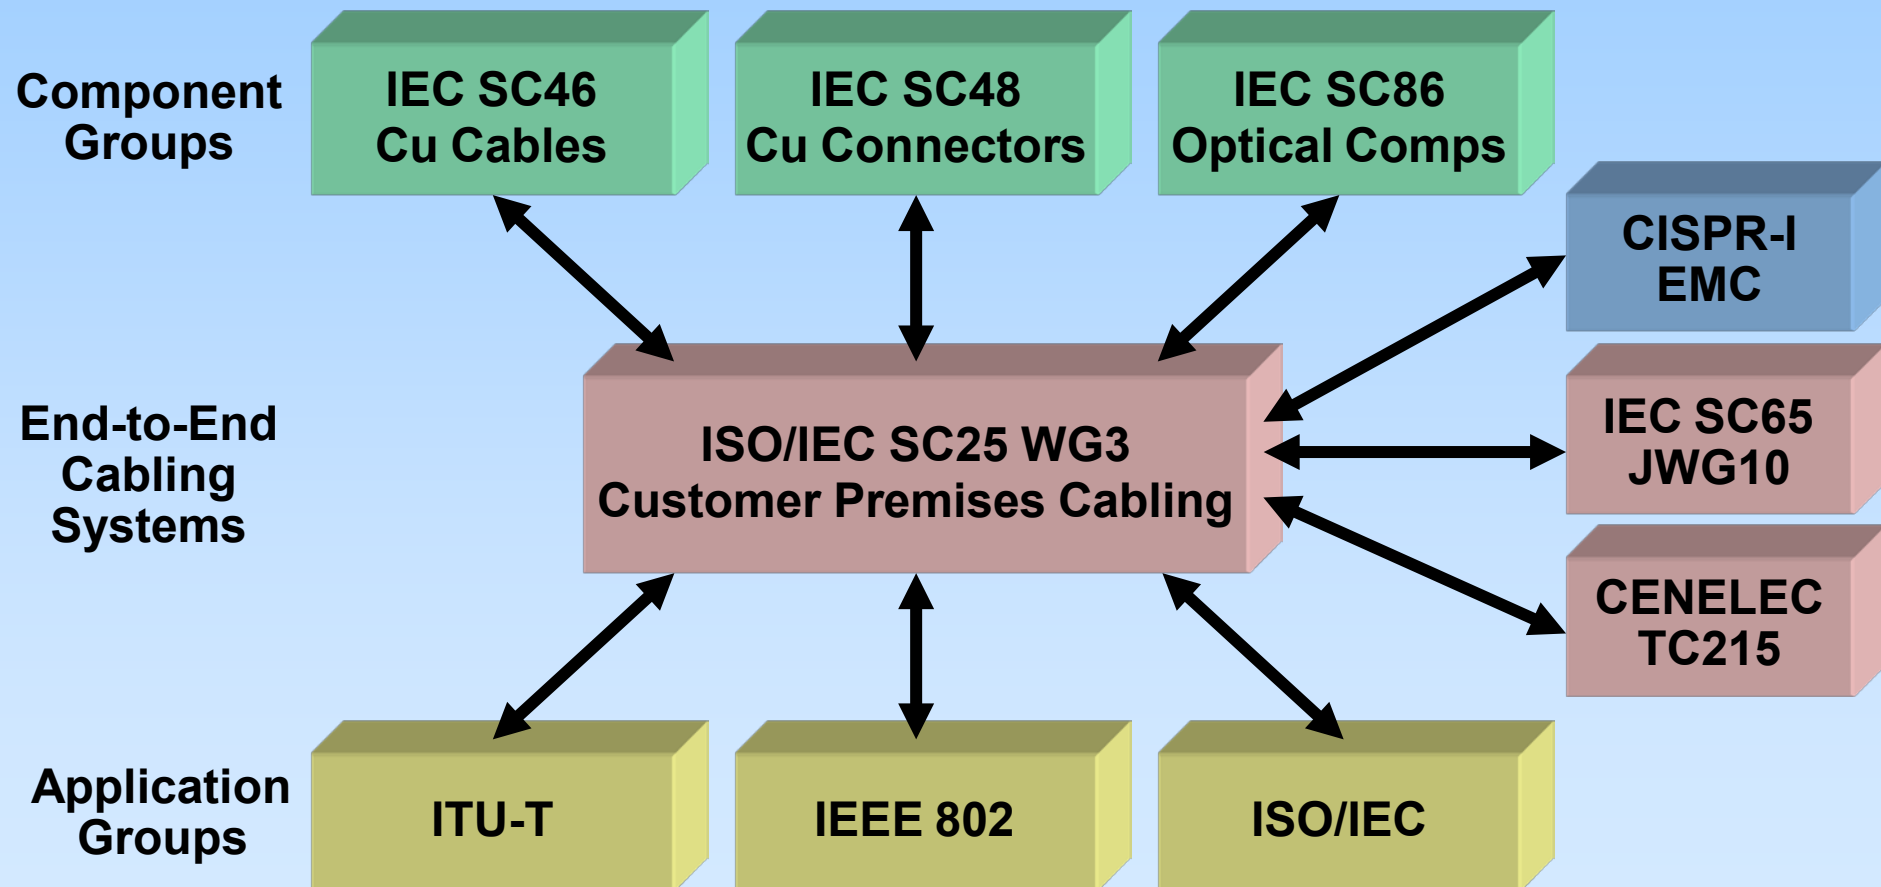 Component
Groups
IEC SC46
Cu Cables
IEC SC48
Cu Connectors
IEC SC86
Optical Comps
CISPR-I
EMC
End-to-End
Cabling
Systems
ISO/IEC SC25 WG3
Customer Premises Cabling
IEC SC65
JWG10
CENELEC
TC215
Application
Groups
ITU-T
IEEE 802
ISO/IEC